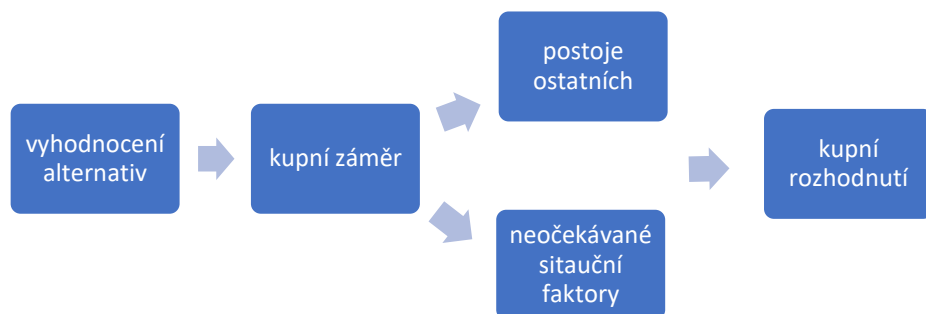 vyhodnocení
alternativ
kupní záměr
postoje
ostatních
neočekávané
sitauční
faktory
kupní
rozhodnutí